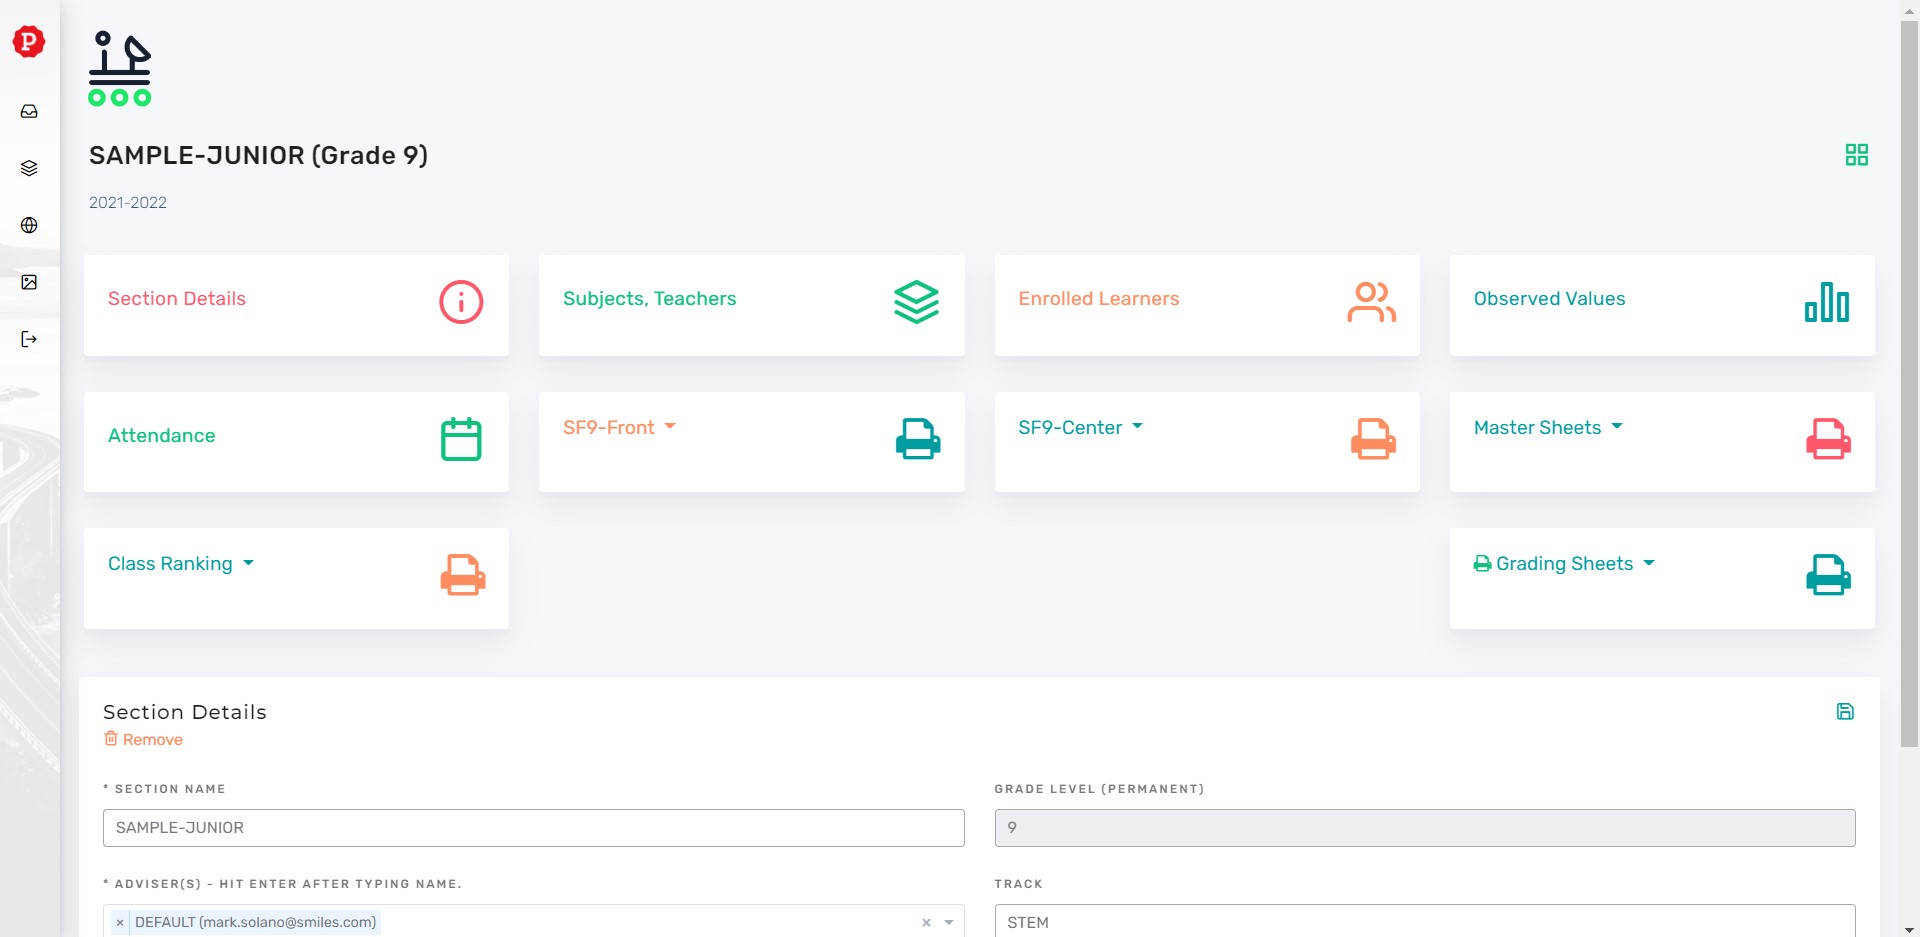 P
SAMPLE-JUNIOR (Grade 9)
2021-2022
Section Details
Subjects, Teachers
Enrolled Learners
Observed Values
Attendance
SF9-Front
SF9-Center
Master Sheets
Class Ranking
Grading Sheets
Section Details
Remove
* SECTION NAME
GRADE LEVEL (PERMANENT)
SAMPLE-JUNIOR
9
* ADVISER(S) - HIT ENTER AFTER TYPING NAME.
TRACK
× DEFAULT (mark.solano@smiles.com) ×
STEM